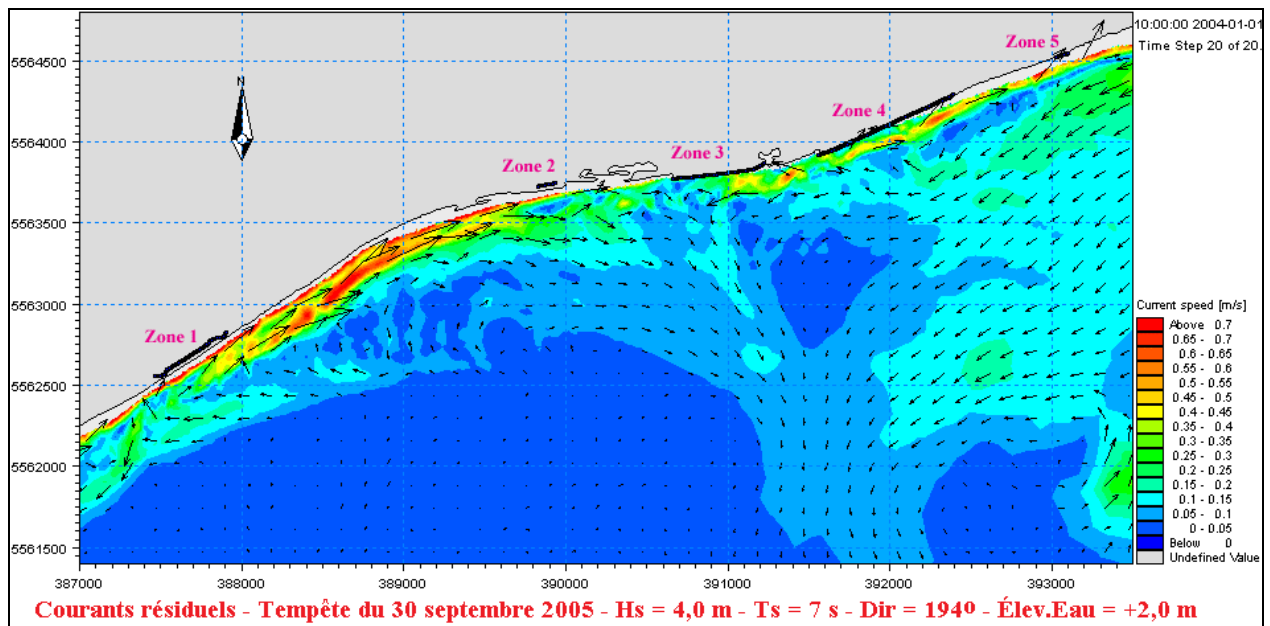 10:00:00 2004-01-01
Time Step 20 of 20.
Zone 5
5564500
N
Zone 4
5564000
Zone 2
Zone 3
5563500
5563000
Zone 1
5562500
5562000
5561500
387000 388000 389000 390000 391000 392000 393000
Current speed [m/s]
Above 0.7
0.65 - 0.7
0.6 - 0.65
0.55 - 0.6
0.5 - 0.55
0.45 - 0.5
0.4 - 0.45
0.35 - 0.4
0.3 - 0.35
0.25 - 0.3
0.2 - 0.25
0.15 - 0.2
0.1 - 0.15
0.05 - 0.1
0 - 0.05
Below 0
Undefined Value
Courants résiduels - Tempête du 30 septembre 2005 - Hs = 4,0 m - Ts = 7 s - Dir = 194º - Élev.Eau = +2,0 m